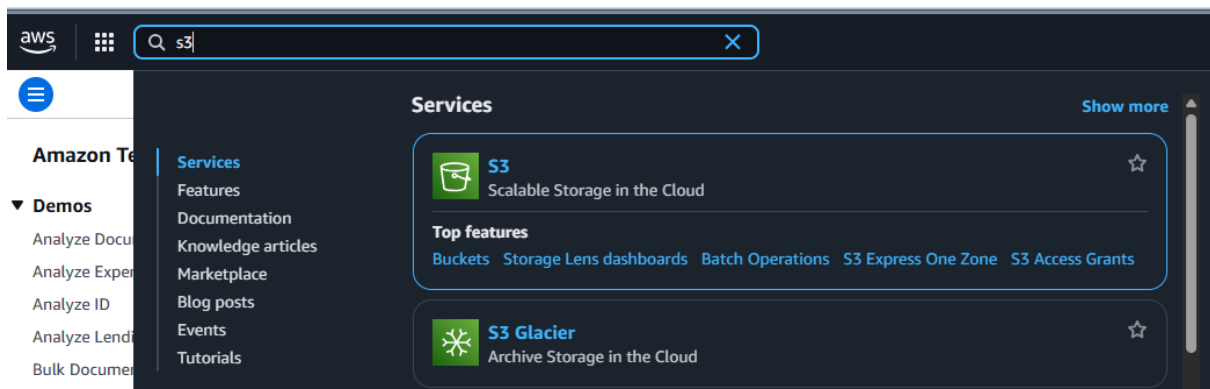 aws
s3
Amazon Te
Demos
Analyze Docu
Analyze Exper
Analyze ID
Analyze Lendi
Bulk Documer
Services
Features
Documentation
Knowledge articles
Marketplace
Blog posts
Events
Tutorials
Services
Show more
S3
Scalable Storage in the Cloud
Top features
Buckets Storage Lens dashboards Batch Operations S3 Express One Zone S3 Access Grants
S3 Glacier
Archive Storage in the Cloud